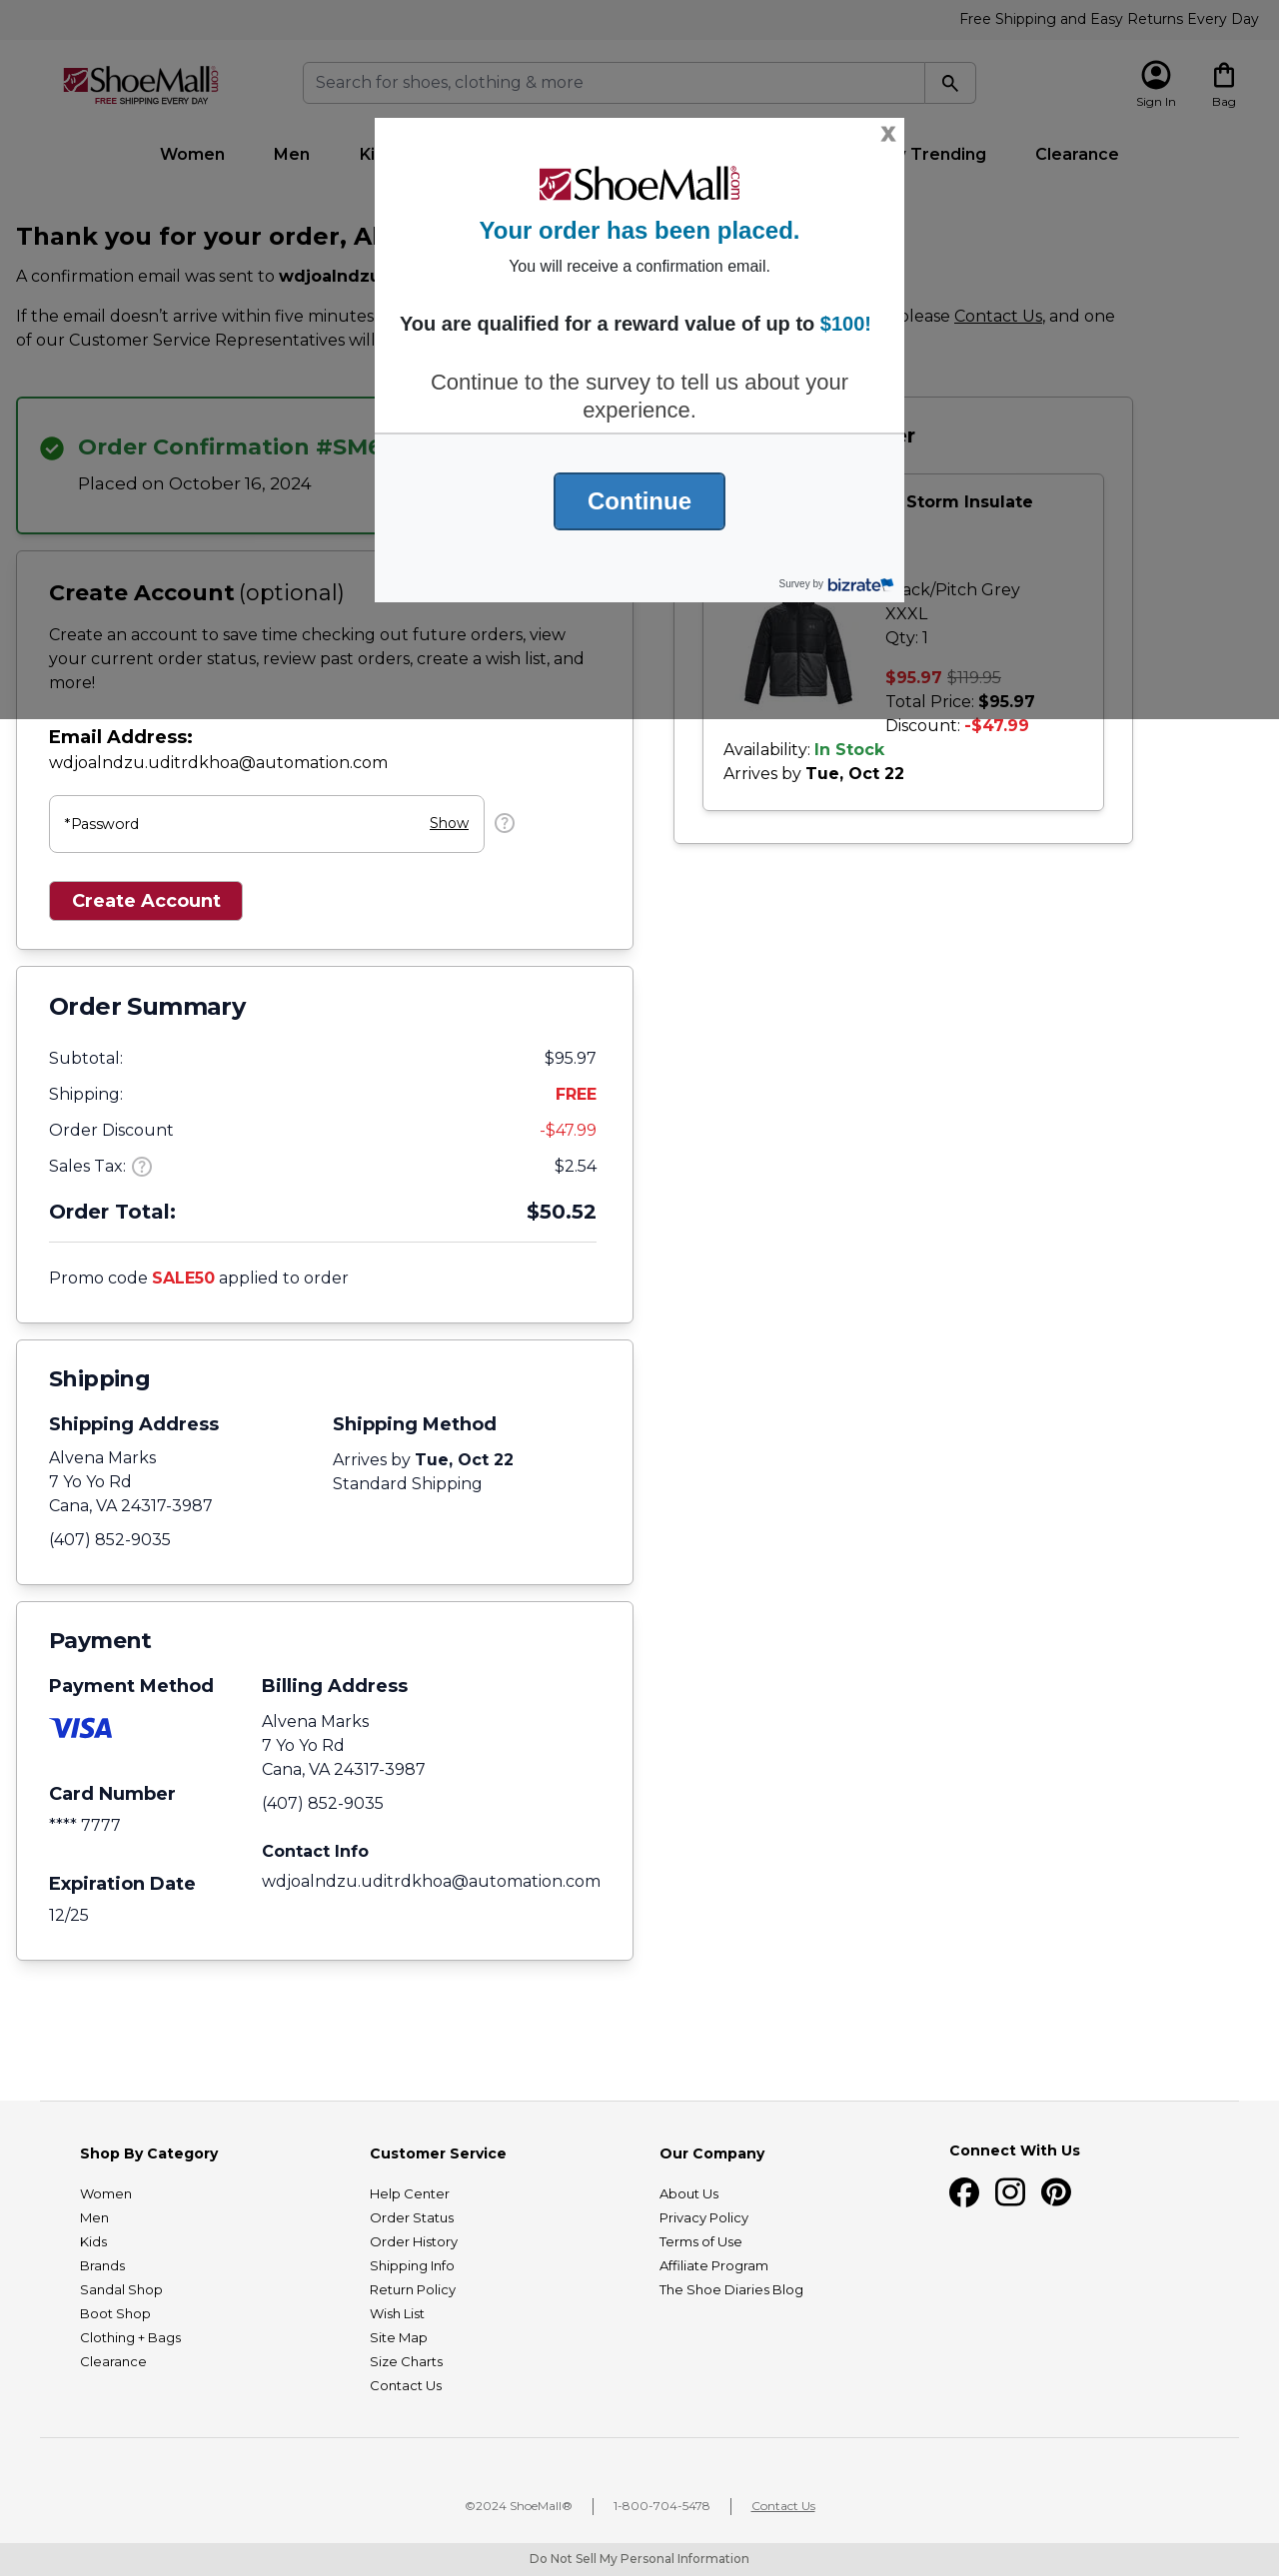 Free Shipping and Easy Returns Every Day
ShoeMall.com
FREE SHIPPING EVERY DAY
Search for shoes, clothing & more
Sign In
Bag
Women
Men
Trending
Clearance
X
ShoeMall®.com
Your order has been placed.
You will receive a confirmation email.
You are qualified for a reward value of up to $100!
Continue to the survey to tell us about your
experience.
Continue
Survey by bizrate
Thank you for your order,
A confirmation email was sent to
If the email doesn’t arrive within five minutes
please Contact Us, and one
of our Customer Service Representatives will
Order Confirmation
Placed on October 16, 2024
Create Account (optional)
Create an account to save time checking out future orders, view
your current order status, review past orders, create a wish list, and
more!
Email Address:
wdjoalndzu.uditrdkhoa@automation.com
*Password
Show
?
Create Account
Storm Insulate
/Pitch Grey
XXXL
Qty: 1
$95.97 $119.95
Total Price: $95.97
Discount: -$47.99
Availability: In Stock
Arrives by Tue, Oct 22
Order Summary
Subtotal: $95.97
Shipping: FREE
Order Discount -$47.99
Sales Tax: ? $2.54
Order Total: $50.52
Promo code SALE50 applied to order
Shipping
Shipping Address
Alvena Marks
7 Yo Yo Rd
Cana, VA 24317-3987
(407) 852-9035
Shipping Method
Arrives by Tue, Oct 22
Standard Shipping
Payment
Payment Method
VISA
Card Number
**** 7777
Expiration Date
12/25
Billing Address
Alvena Marks
7 Yo Yo Rd
Cana, VA 24317-3987
(407) 852-9035
Contact Info
wdjoalndzu.uditrdkhoa@automation.com
Shop By Category
Women
Men
Kids
Brands
Sandal Shop
Boot Shop
Clothing + Bags
Clearance
Customer Service
Help Center
Order Status
Order History
Shipping Info
Return Policy
Wish List
Site Map
Size Charts
Contact Us
Our Company
About Us
Privacy Policy
Terms of Use
Affiliate Program
The Shoe Diaries Blog
Connect With Us
©2024 ShoeMall®
1-800-704-5478
Contact Us
Do Not Sell My Personal Information